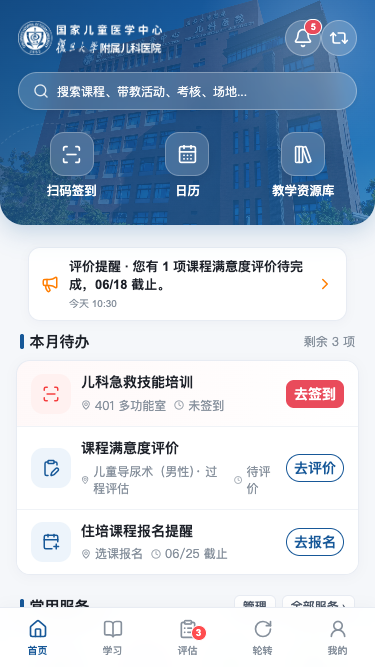 国家儿童医学中心
5
复旦大学附属儿科医院
搜索课程、带教活动、考核、场地...
扫码签到
日历
教学资源库
评价提醒 · 您有 1 项课程满意度评价待完
成，06/18 截止。
今天 10:30
本月待办
剩余 3 项
儿科急救技能培训
401 多功能室
未签到
去签到
课程满意度评价
儿童导尿术（男性）· 过
程评估
待评
价
去评价
住培课程报名提醒
选课报名
06/25 截止
去报名
常用服务
管理
全部服务 ›
首页
学习
3
评估
轮转
我的